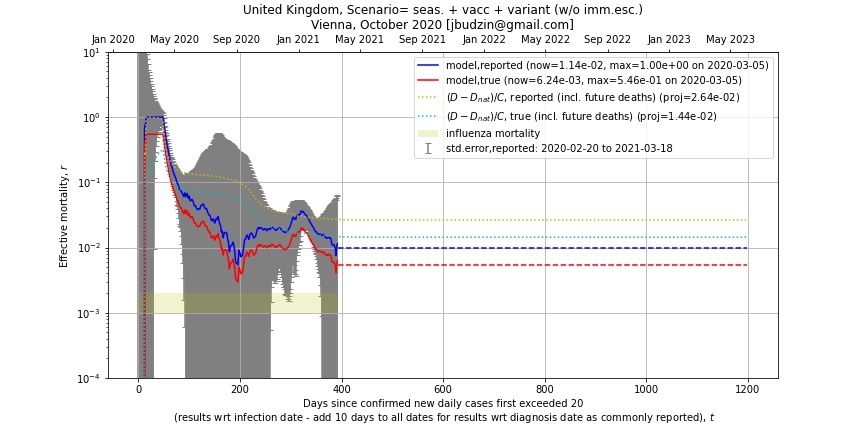 United Kingdom, Scenario= seas. + vacc + variant (w/o imm.esc.)
Vienna, October 2020 [jbudzin@gmail.com]
Jan 2020 May 2020 Sep 2020 Jan 2021 May 2021 Sep 2021 Jan 2022 May 2022 Sep 2022 Jan 2023 May 2023
model,reported (now=1.14e-02, max=1.00e+00 on 2020-03-05)
model,true (now=6.24e-03, max=5.46e-01 on 2020-03-05)
(D − Dnat)/C, reported (incl. future deaths) (proj=2.64e-02)
(D − Dnat)/C, true (incl. future deaths) (proj=1.44e-02)
influenza mortality
std.error,reported: 2020-02-20 to 2021-03-18
Effective mortality, r
10¹
10⁰
10⁻¹
10⁻²
10⁻³
10⁻⁴
0 200 400 600 800 1000 1200
Days since confirmed new daily cases first exceeded 20
(results wrt infection date - add 10 days to all dates for results wrt diagnosis date as commonly reported), t